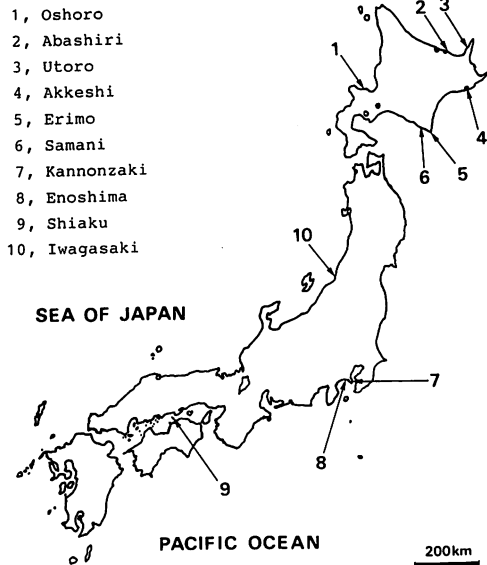 1, Oshoro
2, Abashiri
3, Utoro
4, Akkeshi
5, Erimo
6, Samani
7, Kannonzaki
8, Enoshima
9, Shiaku
10, Iwagasaki
2
3
1
4
6
5
10
SEA OF JAPAN
7
8
9
PACIFIC OCEAN
200km